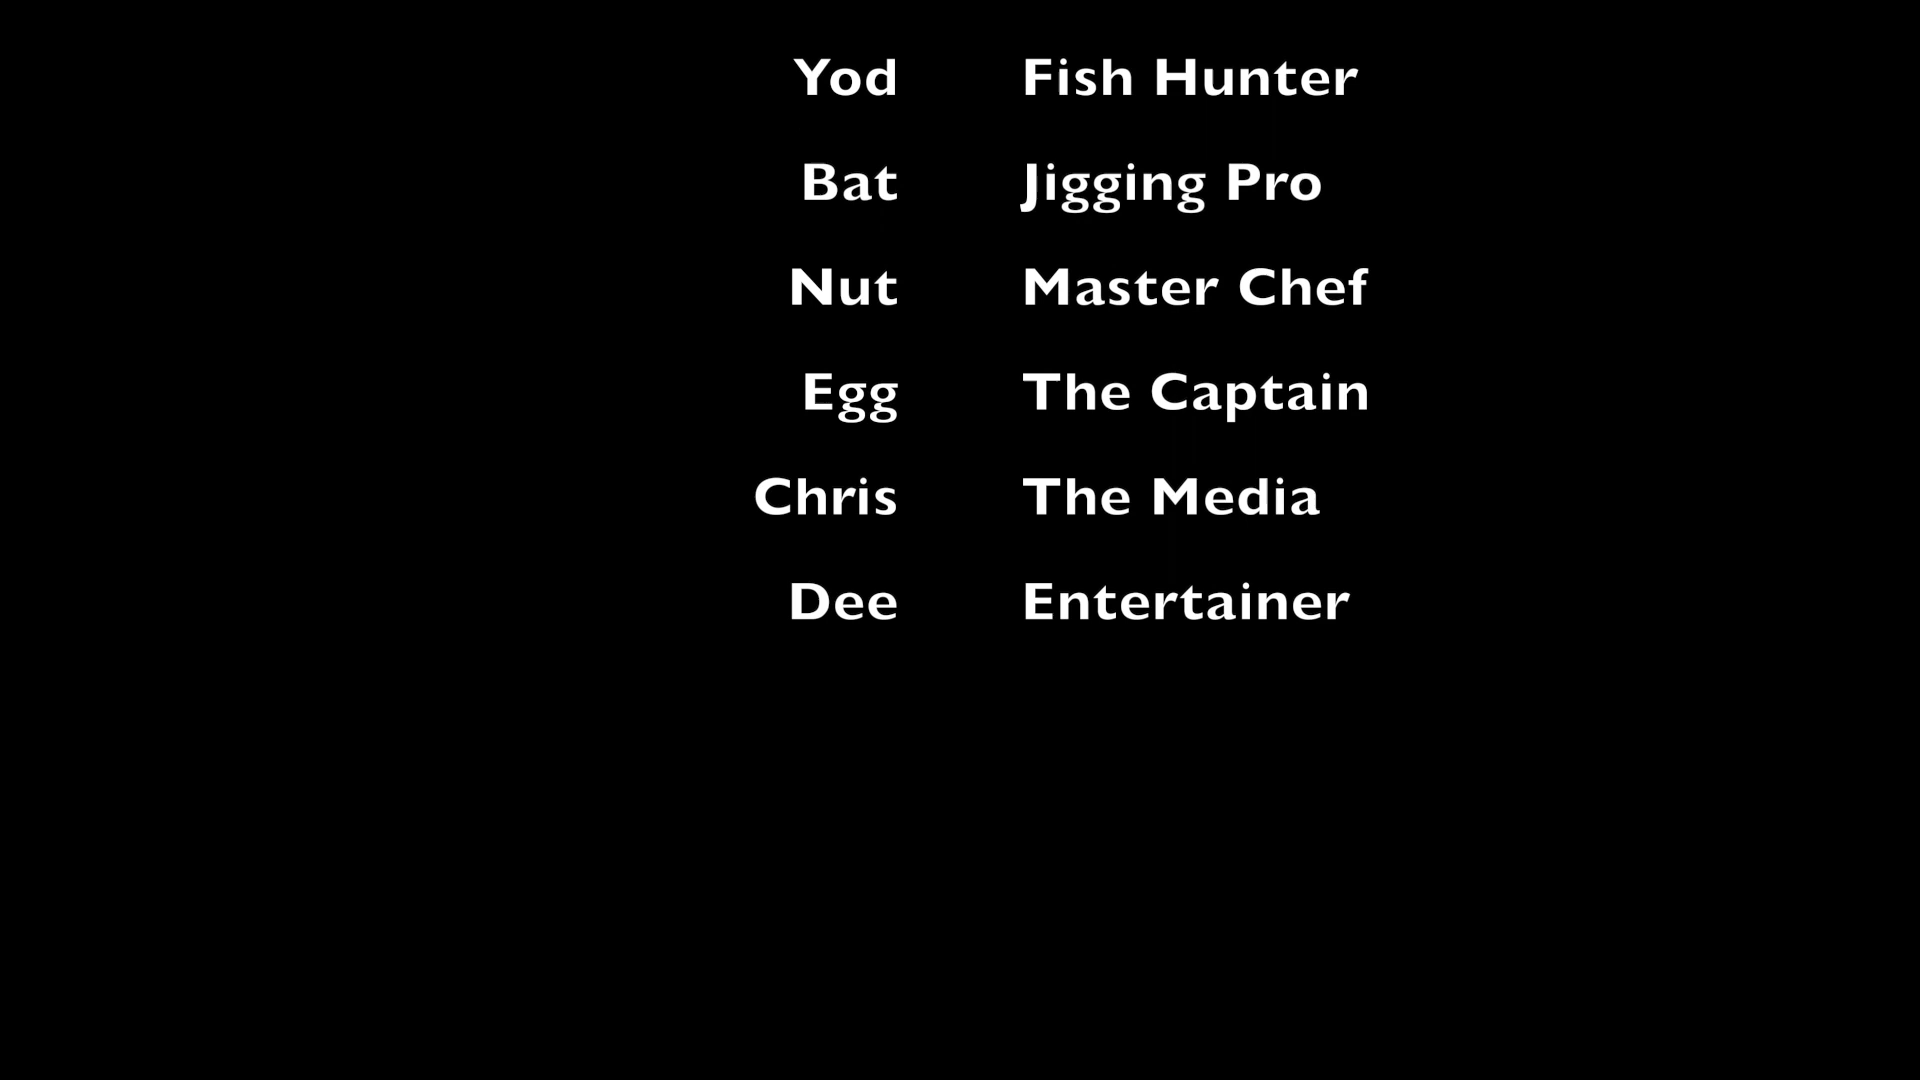 Yod Fish Hunter
Bat Jigging Pro
Nut Master Chef
Egg The Captain
Chris The Media
Dee Entertainer